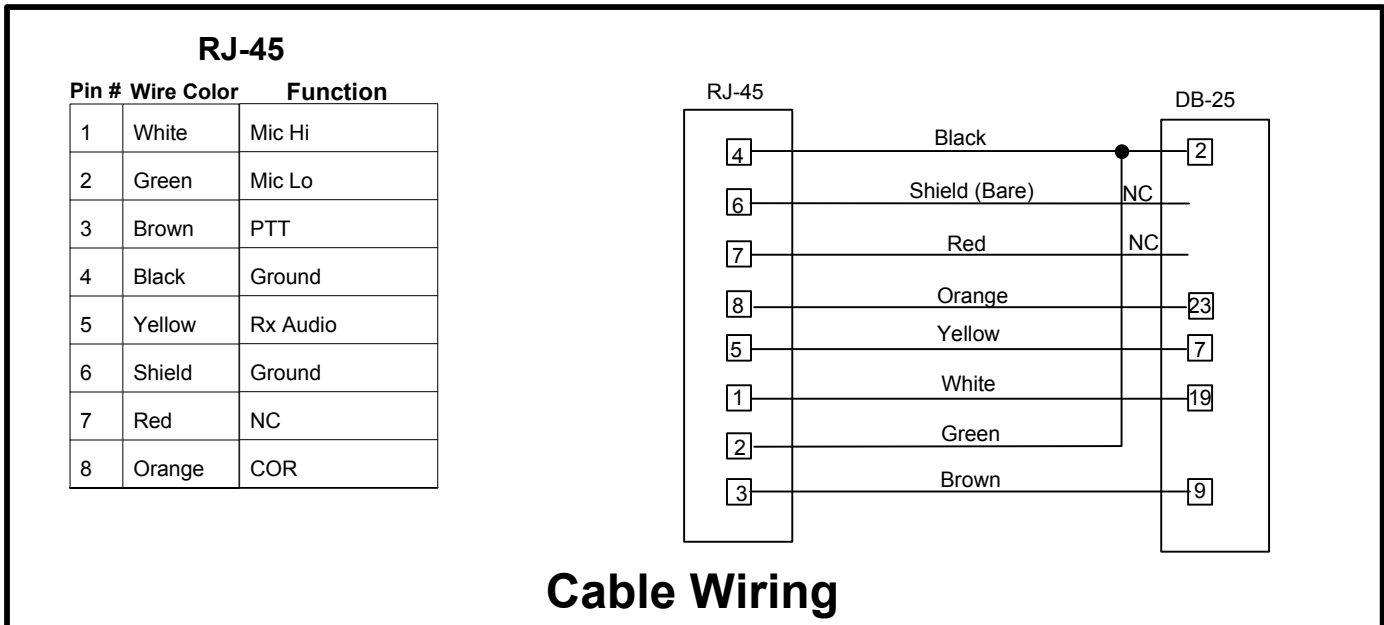 RJ-45
Pin # Wire Color Function
1 White Mic Hi
2 Green Mic Lo
3 Brown PTT
4 Black Ground
5 Yellow Rx Audio
6 Shield Ground
7 Red NC
8 Orange COR
RJ-45 DB-25
4 Black 2
6 Shield (Bare) NC
7 Red NC
8 Orange 23
5 Yellow 7
1 White 19
2 Green
3 Brown 9
Cable Wiring